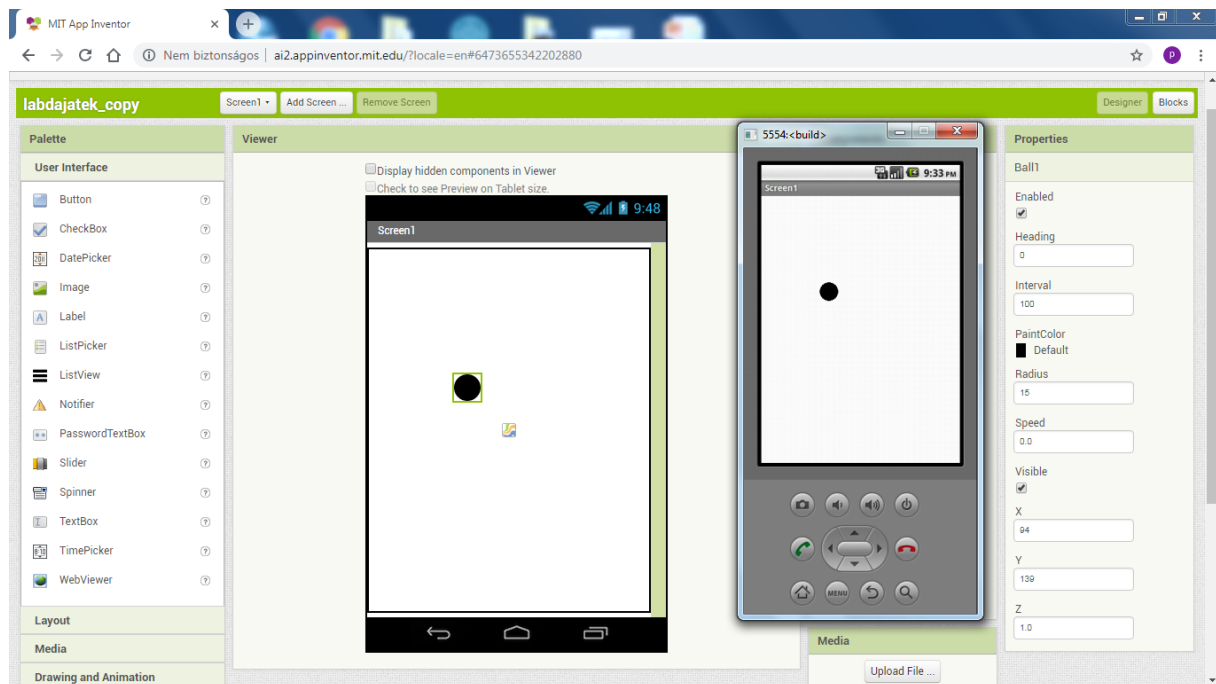 MIT App Inventor
Nem biztonságos | ai2.appinventor.mit.edu/?locale=en#6473655342202880
P
labdajatek_copy
Screen1
Add Screen ...
Remove Screen
Designer
Blocks
Palette
User Interface
Button
CheckBox
DatePicker
Image
Label
ListPicker
ListView
Notifier
PasswordTextBox
Slider
Spinner
TextBox
TimePicker
WebViewer
Layout
Media
Drawing and Animation
Viewer
Display hidden components in Viewer
Check to see Preview on Tablet size.
9:48
Screen1
5554:<build>
9:33 PM
Screen1
MENU
Media
Upload File ...
Properties
Ball1
Enabled
Heading
0
Interval
100
PaintColor
Default
Radius
15
Speed
0.0
Visible
X
94
Y
139
Z
1.0